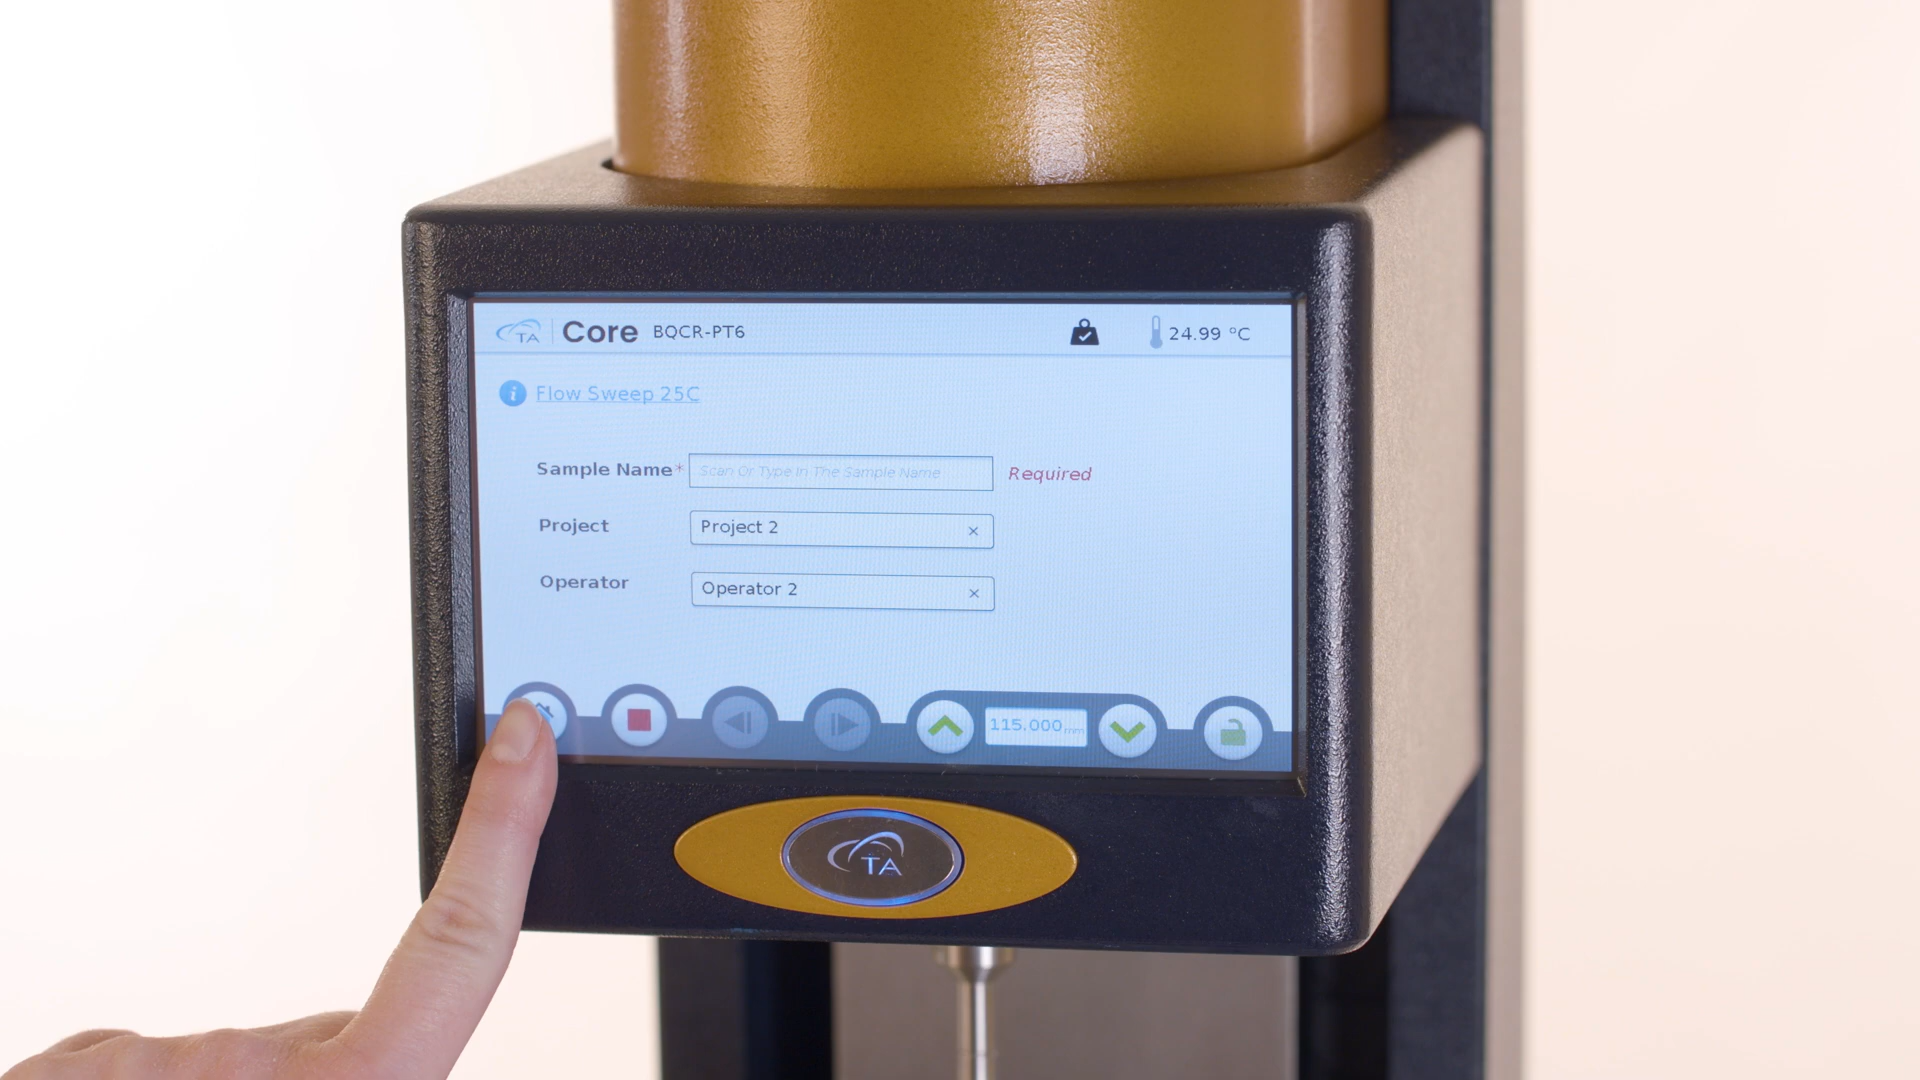 TA Core BQCR-PT6 24.99 °C
i Flow Sweep 25C
Sample Name* Scan Or Type In The Sample Name Required
Project Project 2 ×
Operator Operator 2 ×
115.000 mm
TA